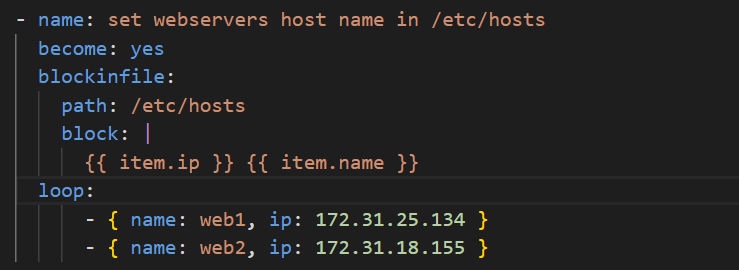 - name: set webservers host name in /etc/hosts
  become: yes
  blockinfile:
    path: /etc/hosts
    block: |
      {{ item.ip }} {{ item.name }}
  loop:
      - { name: web1, ip: 172.31.25.134 }
      - { name: web2, ip: 172.31.18.155 }